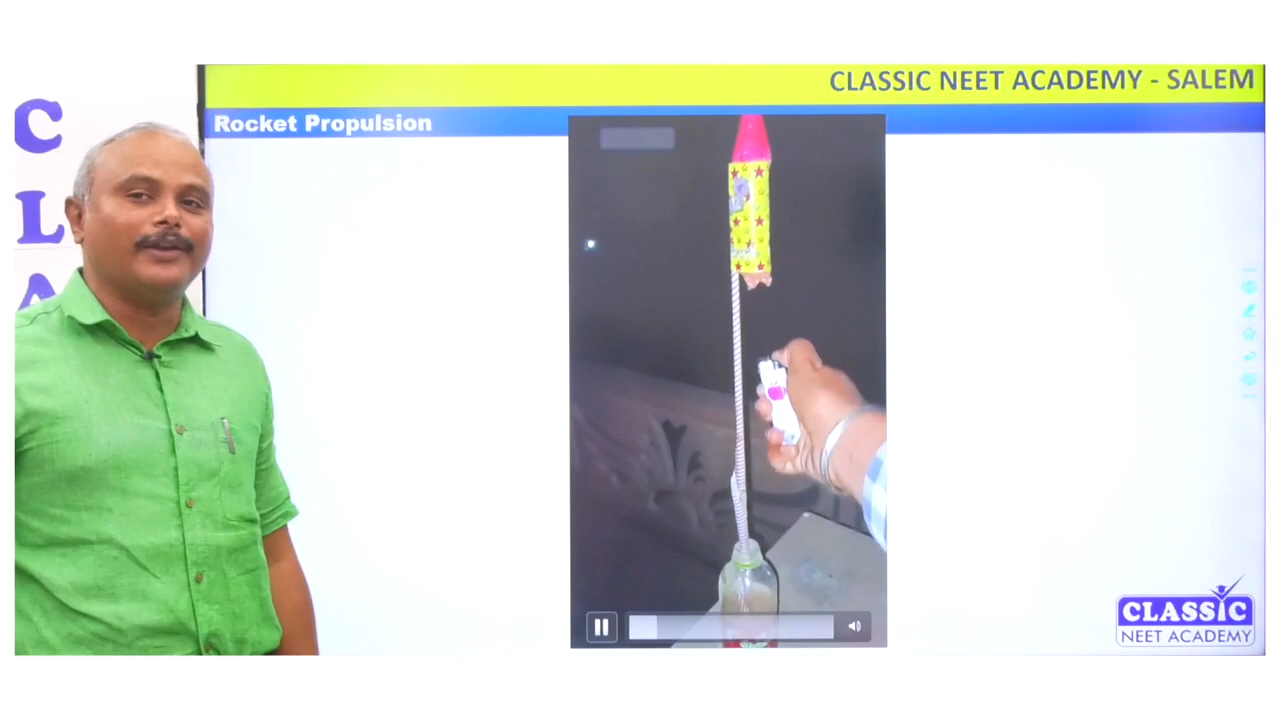 CLASSIC NEET ACADEMY - SALEM
Rocket Propulsion
C
L
A
CLASSIC
NEET ACADEMY